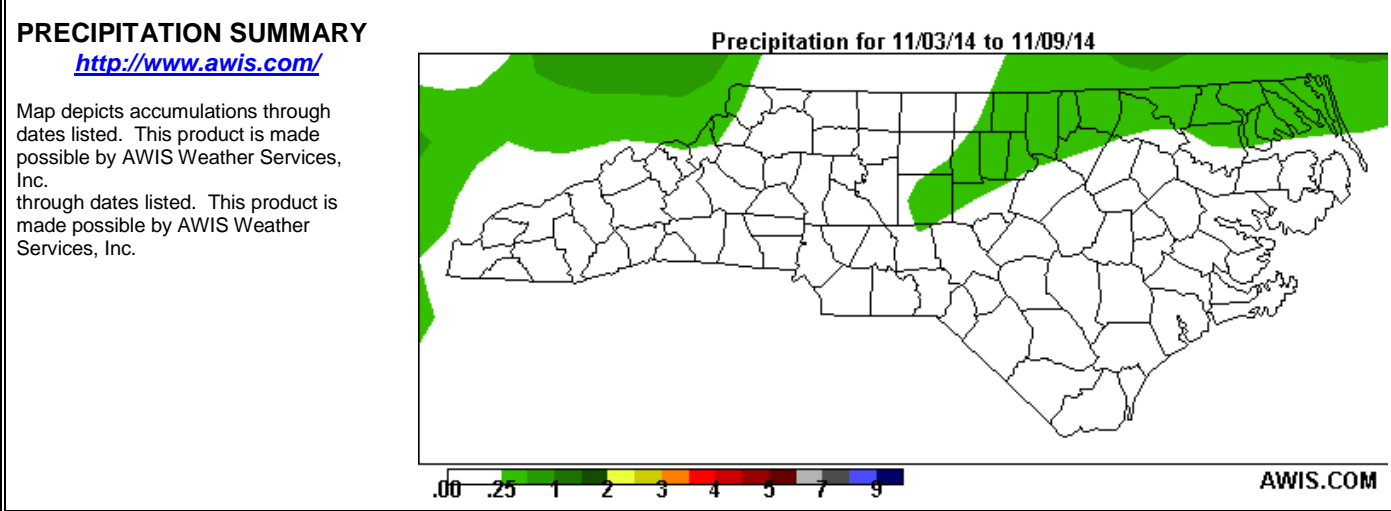 PRECIPITATION SUMMARY
http://www.awis.com/
Map depicts accumulations through
dates listed. This product is made
possible by AWIS Weather Services,
Inc.
through dates listed. This product is
made possible by AWIS Weather
Services, Inc.
Precipitation for 11/03/14 to 11/09/14
.00 .25 1 2 3 4 5 7 9
AWIS.COM